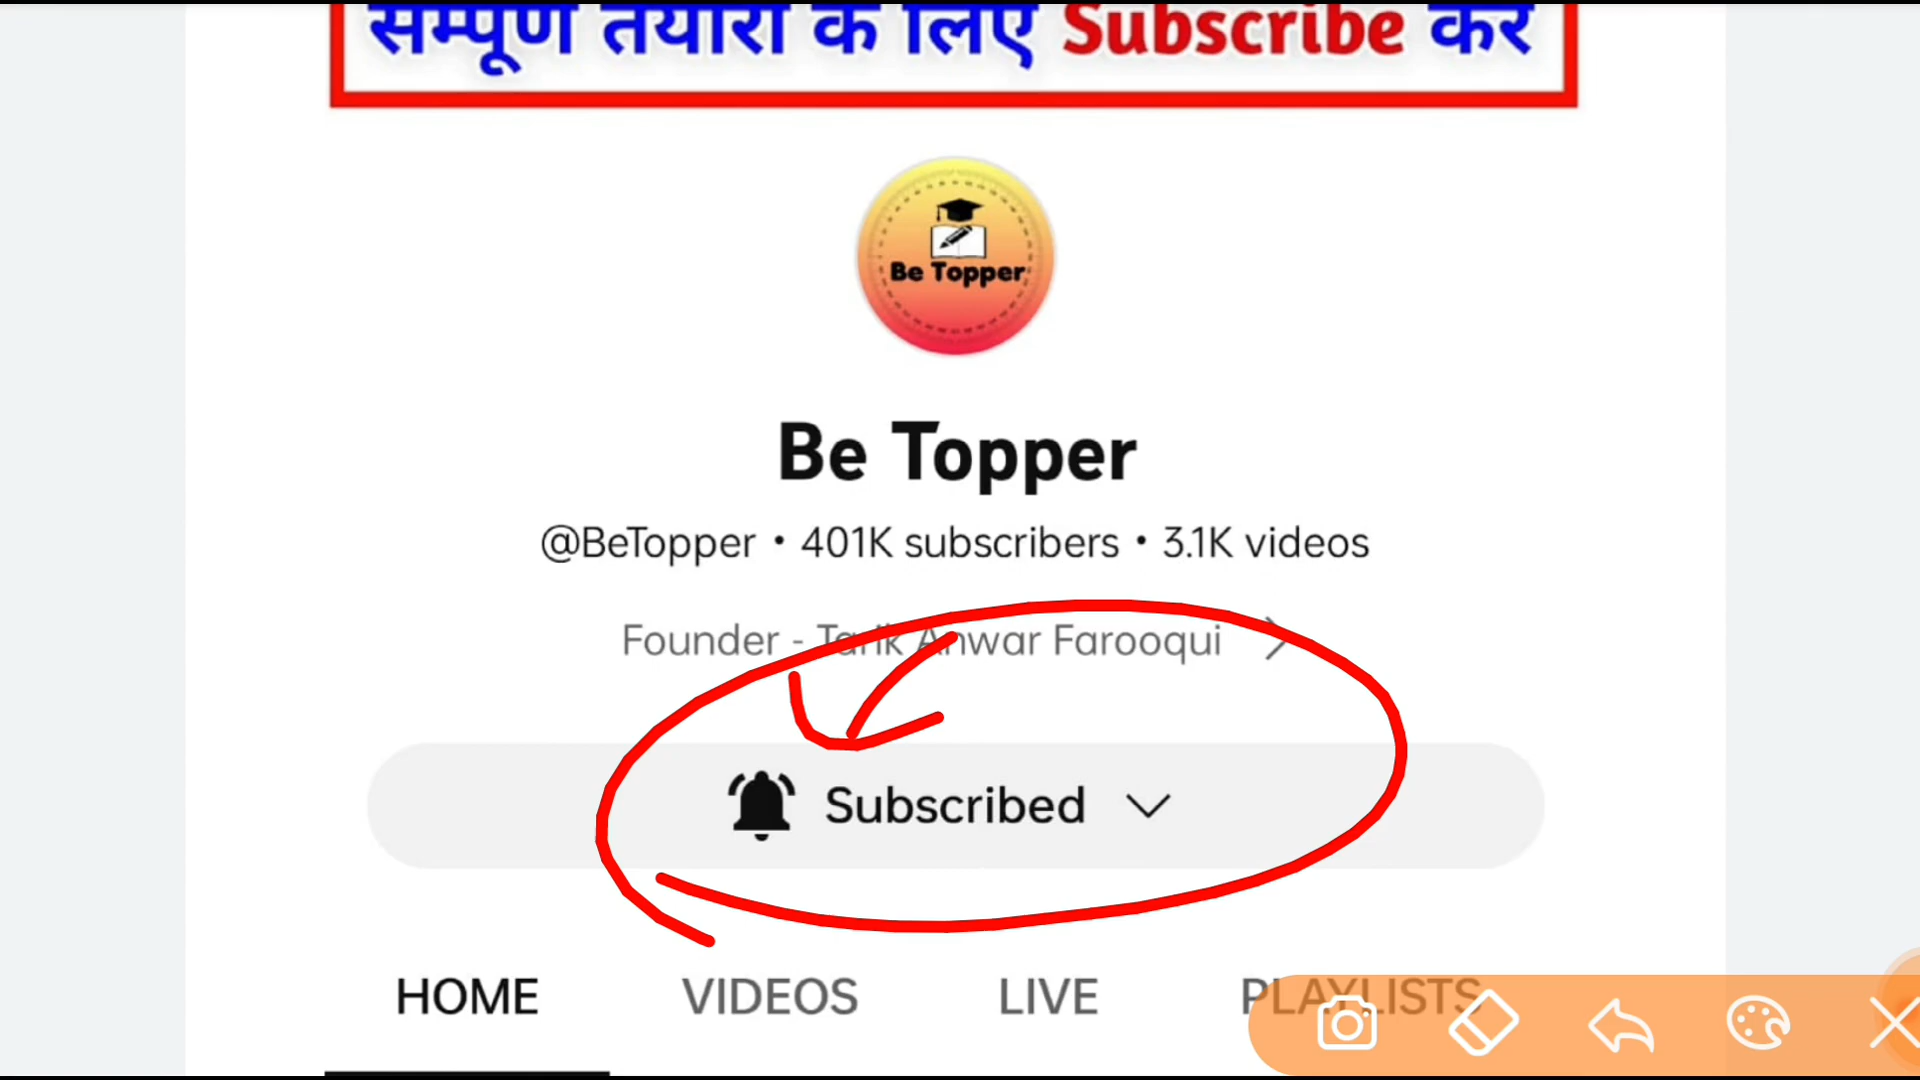 सम्पूर्ण तैयारी के लिए Subscribe करें
Be Topper
Be Topper
@BeTopper • 401K subscribers • 3.1K videos
Founder - Tarik Anwar Farooqui
Subscribed
HOME VIDEOS LIVE PLAYLISTS